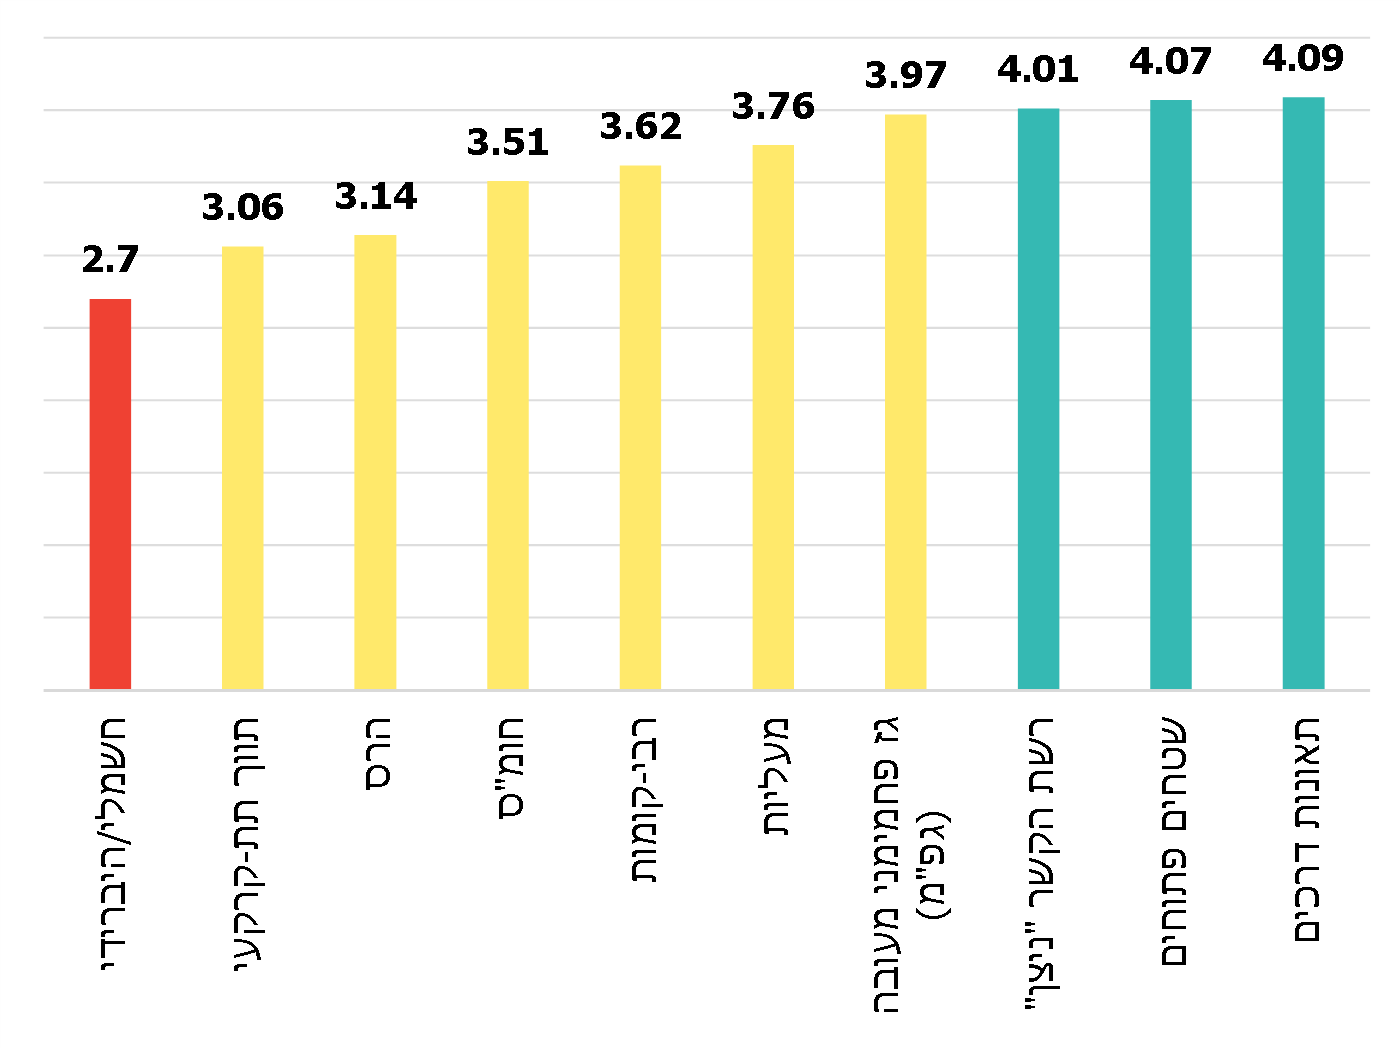 2.7
3.06
3.14
3.51
3.62
3.76
3.97
4.01
4.07
4.09
חשמלי/היברידי
תווך תת-קרקעי
הרס
חומ"ס
רבי-קומות
מעליות
גז פחמימני מעובה
(גפ"מ)
רשת הקשר "ניצן"
שטחים פתוחים
תאונות דרכים